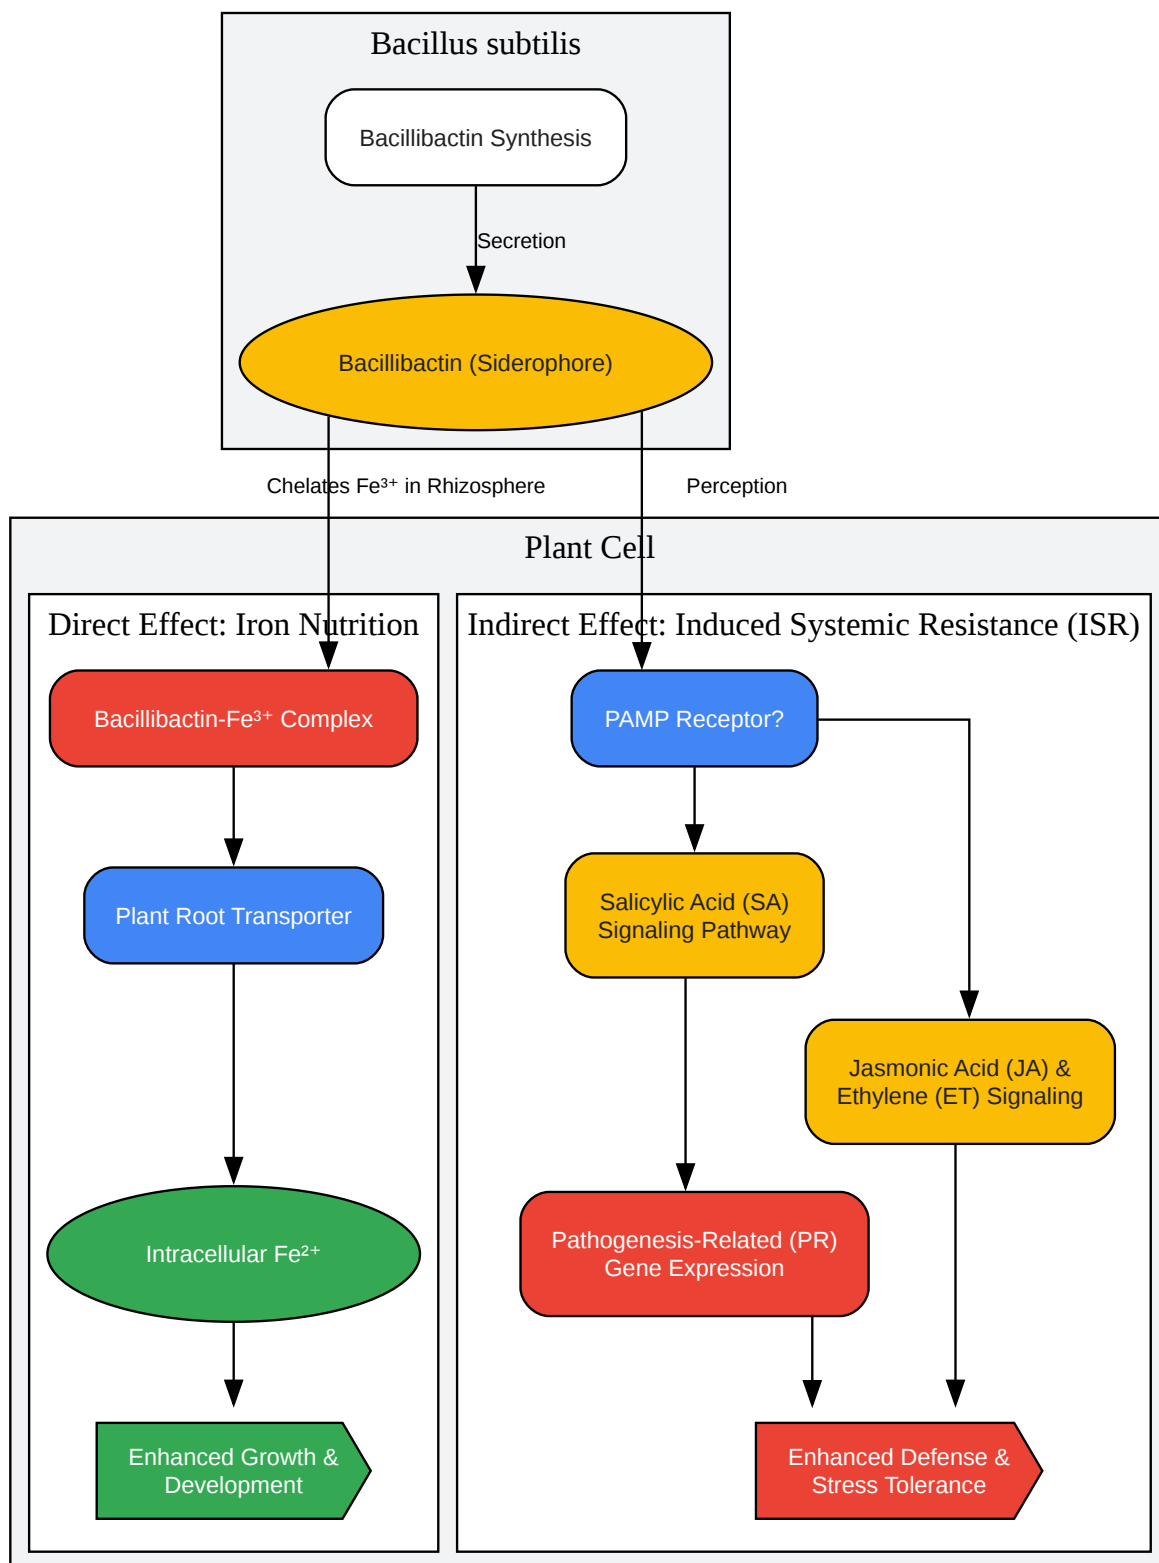 Bacillus subtilis
Bacillibactin Synthesis
Secretion
Bacillibactin (Siderophore)
Chelates Fe³⁺ in Rhizosphere
Perception
Plant Cell
Direct Effect: Iron Nutrition
Indirect Effect: Induced Systemic Resistance (ISR)
Bacillibactin-Fe³⁺ Complex
PAMP Receptor?
Plant Root Transporter
Salicylic Acid (SA)
Signaling Pathway
Jasmonic Acid (JA) &
Ethylene (ET) Signaling
Intracellular Fe²⁺
Pathogenesis-Related (PR)
Gene Expression
Enhanced Growth &
Development
Enhanced Defense &
Stress Tolerance